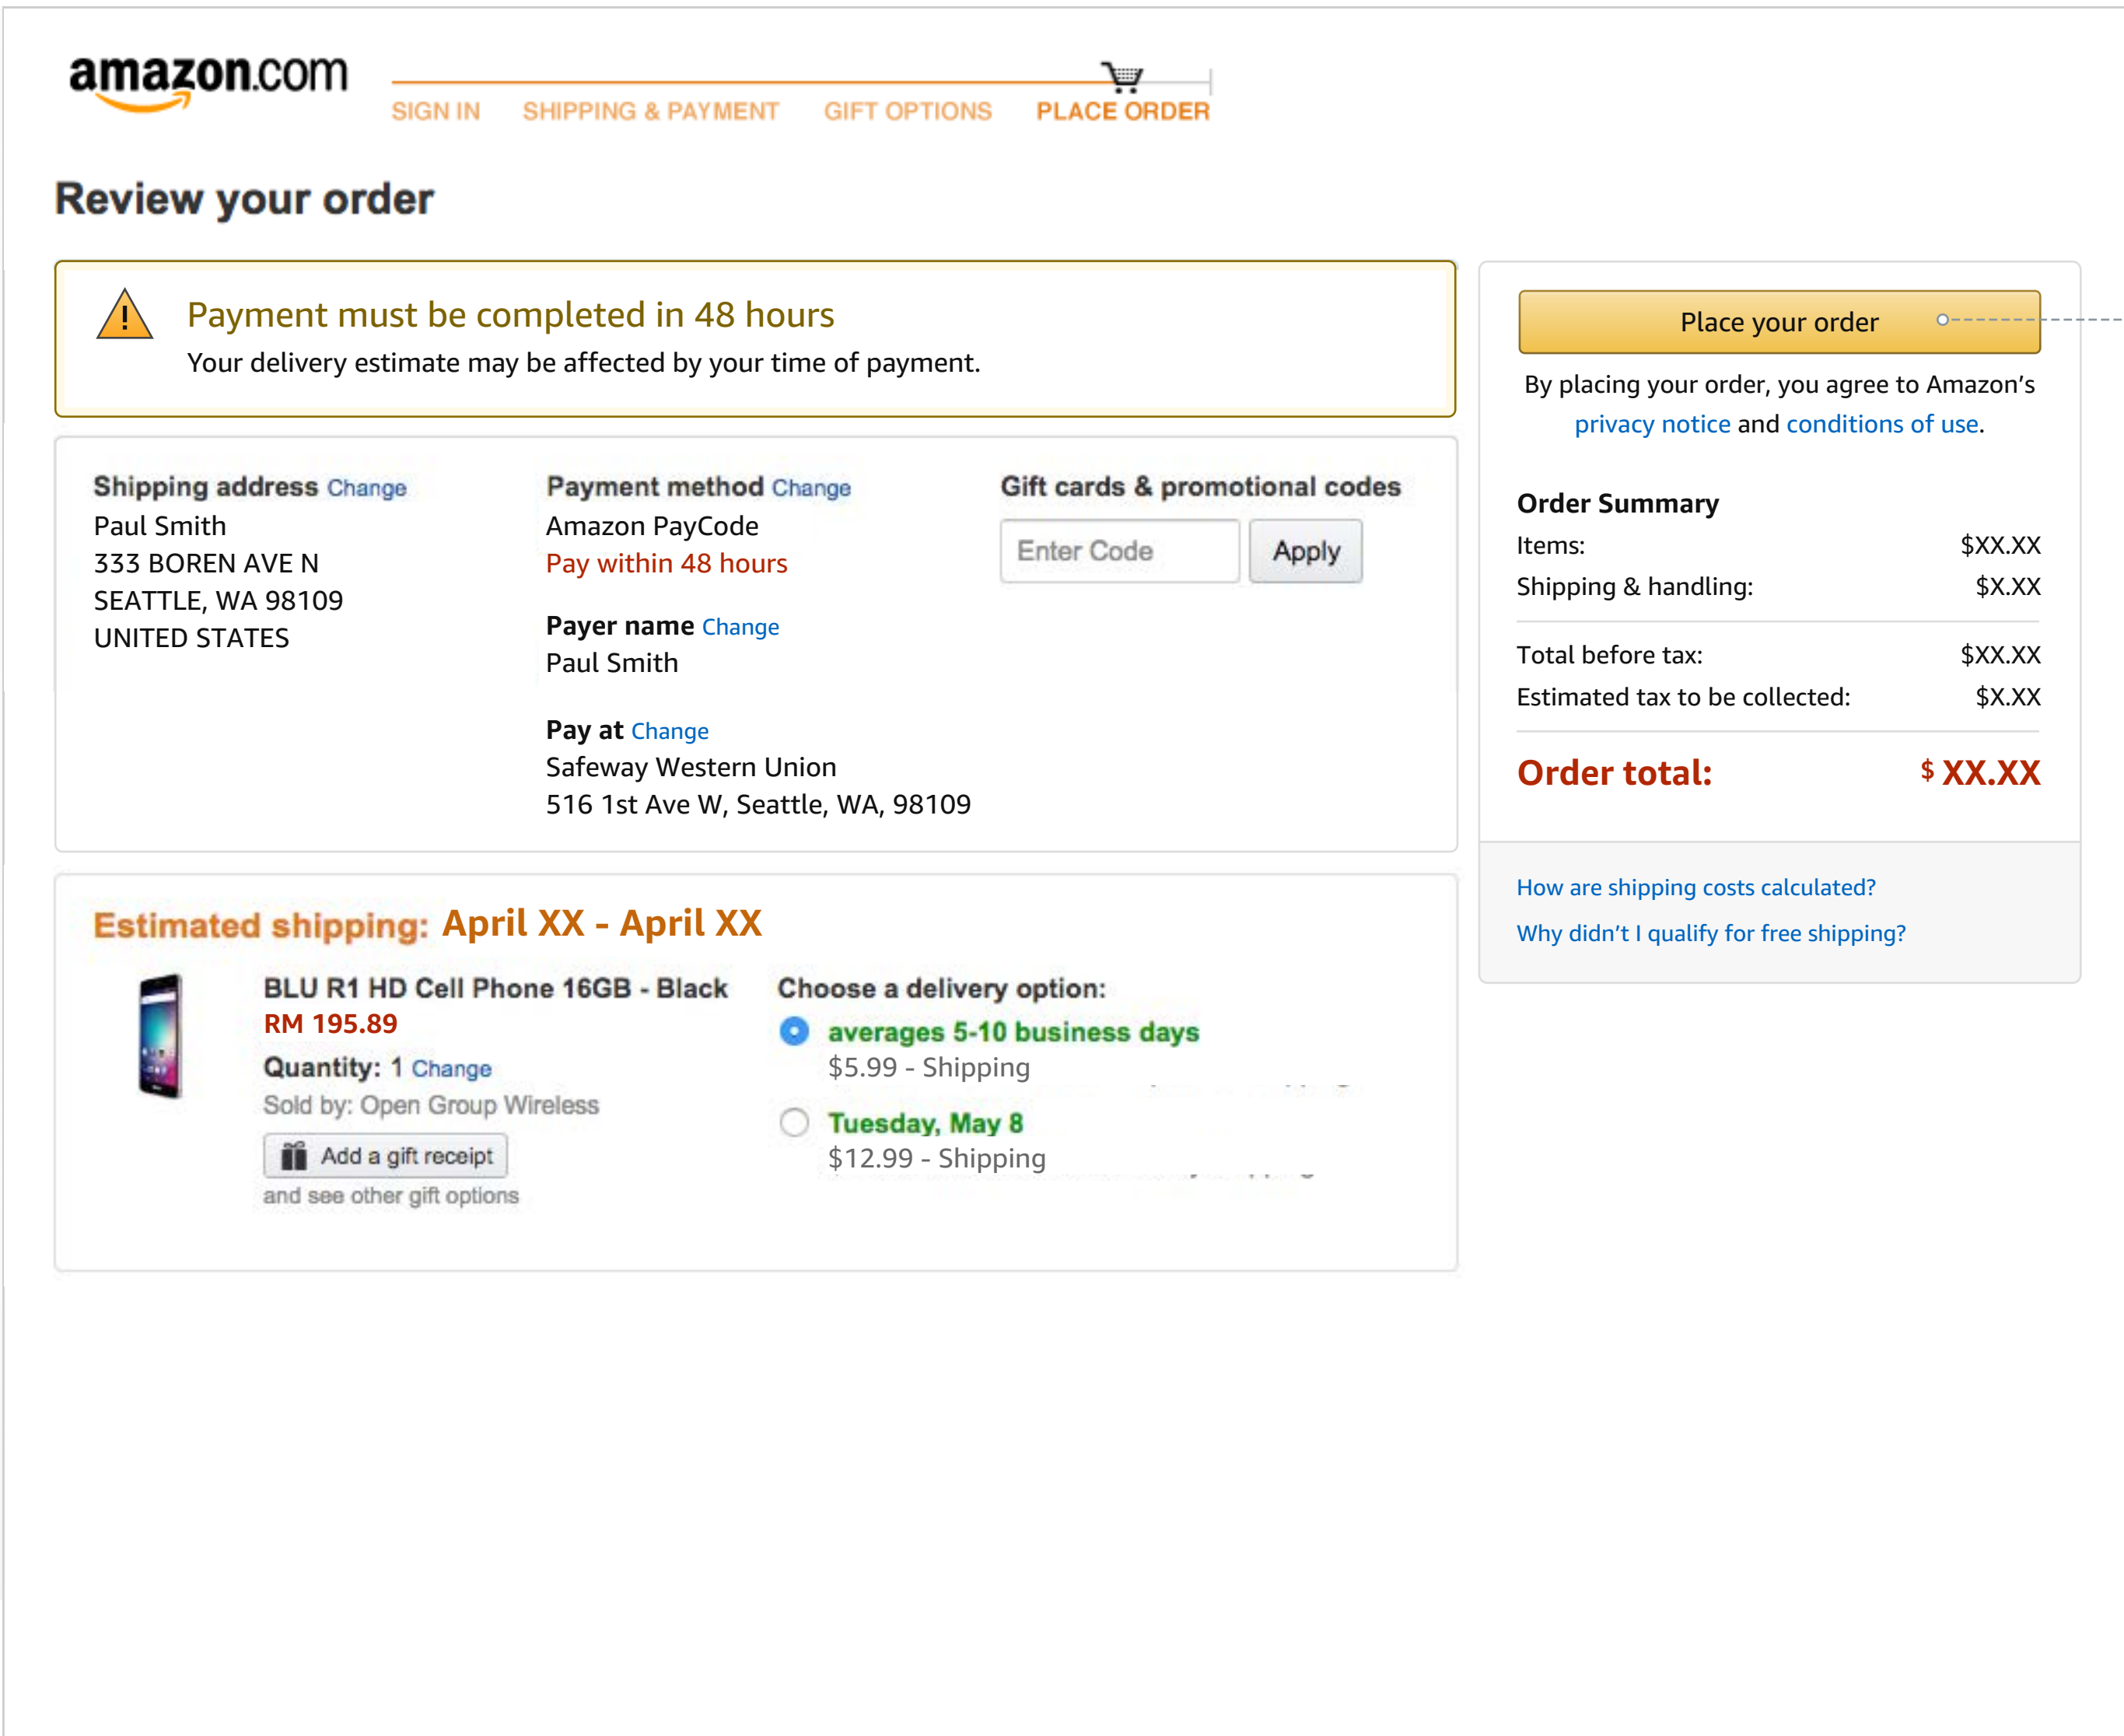 amazon.com
SIGN IN SHIPPING & PAYMENT GIFT OPTIONS PLACE ORDER
Review your order
Payment must be completed in 48 hours
Your delivery estimate may be affected by your time of payment.
Shipping address Change
Paul Smith
333 BOREN AVE N
SEATTLE, WA 98109
UNITED STATES
Payment method Change
Amazon PayCode
Pay within 48 hours
Payer name Change
Paul Smith
Pay at Change
Safeway Western Union
516 1st Ave W, Seattle, WA, 98109
Gift cards & promotional codes
Enter Code Apply
Estimated shipping: April XX - April XX
BLU R1 HD Cell Phone 16GB - Black
RM 195.89
Quantity: 1 Change
Sold by: Open Group Wireless
Add a gift receipt
and see other gift options
Choose a delivery option:
averages 5-10 business days
$5.99 - Shipping
Tuesday, May 8
$12.99 - Shipping
Place your order
By placing your order, you agree to Amazon’s
privacy notice and conditions of use.
Order Summary
Items: $XX.XX
Shipping & handling: $X.XX
Total before tax: $XX.XX
Estimated tax to be collected: $X.XX
Order total: $ XX.XX
How are shipping costs calculated?
Why didn’t I qualify for free shipping?